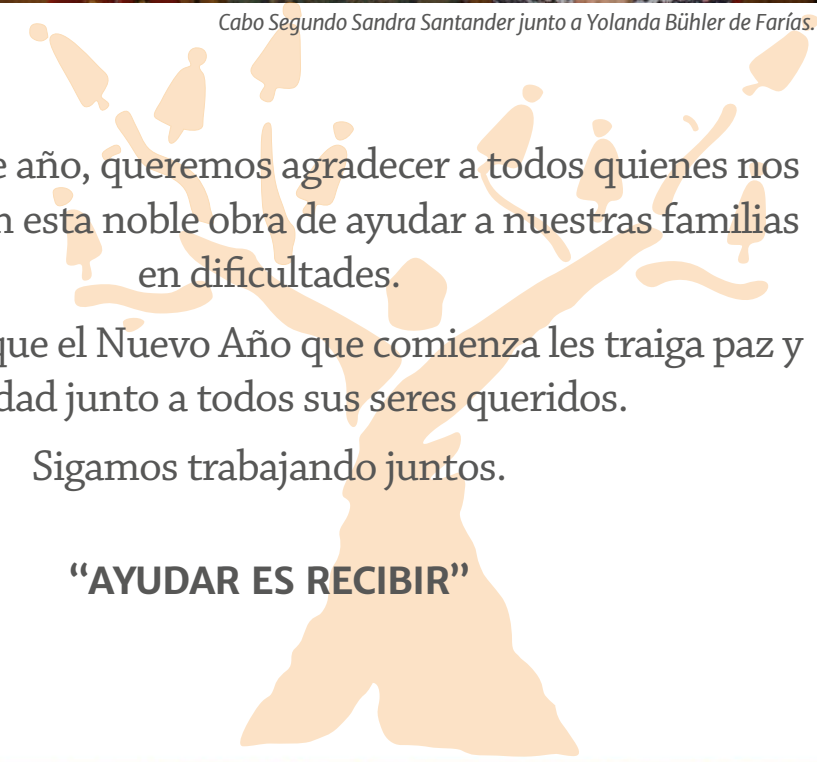 Cabo Segundo Sandra Santander junto a Yolanda Bühler de Farías.
año, queremos agradecer a todos quienes nos
esta noble obra de ayudar a nuestras familias
en dificultades.
que el Nuevo Año que comienza les traiga paz y
dad junto a todos sus seres queridos.
Sigamos trabajando juntos.
“AYUDAR ES RECIBIR”